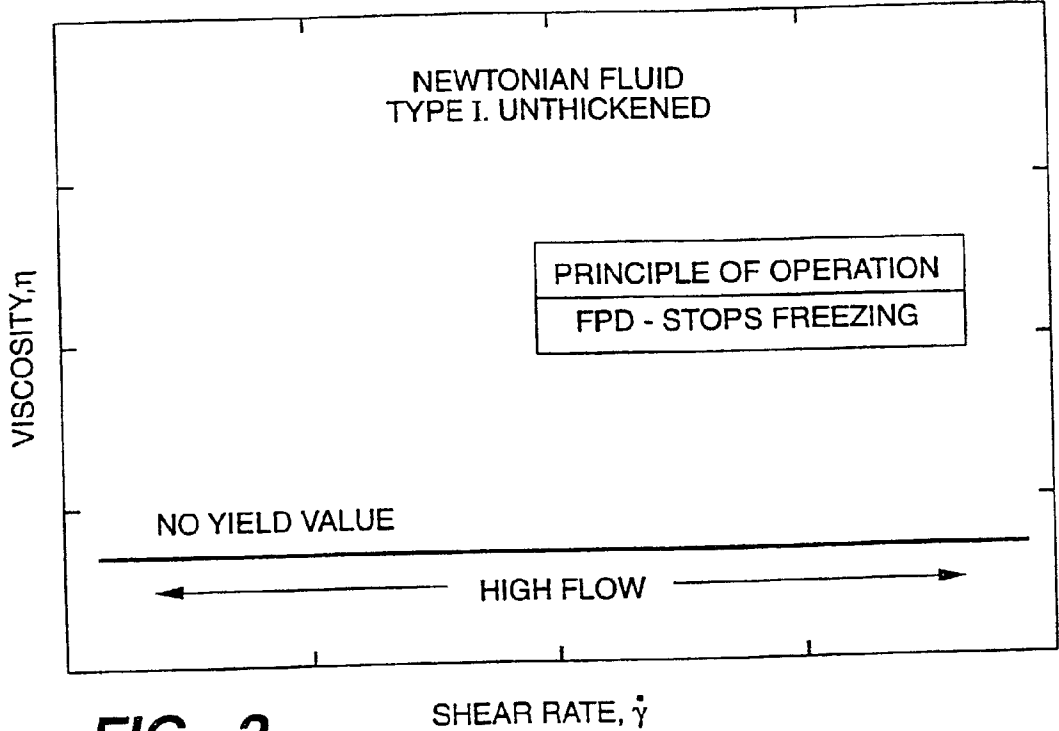 NEWTONIAN FLUID
TYPE I. UNTHICKENED
PRINCIPLE OF OPERATION
FPD - STOPS FREEZING
VISCOSITY,η
NO YIELD VALUE
HIGH FLOW
SHEAR RATE, γ̇